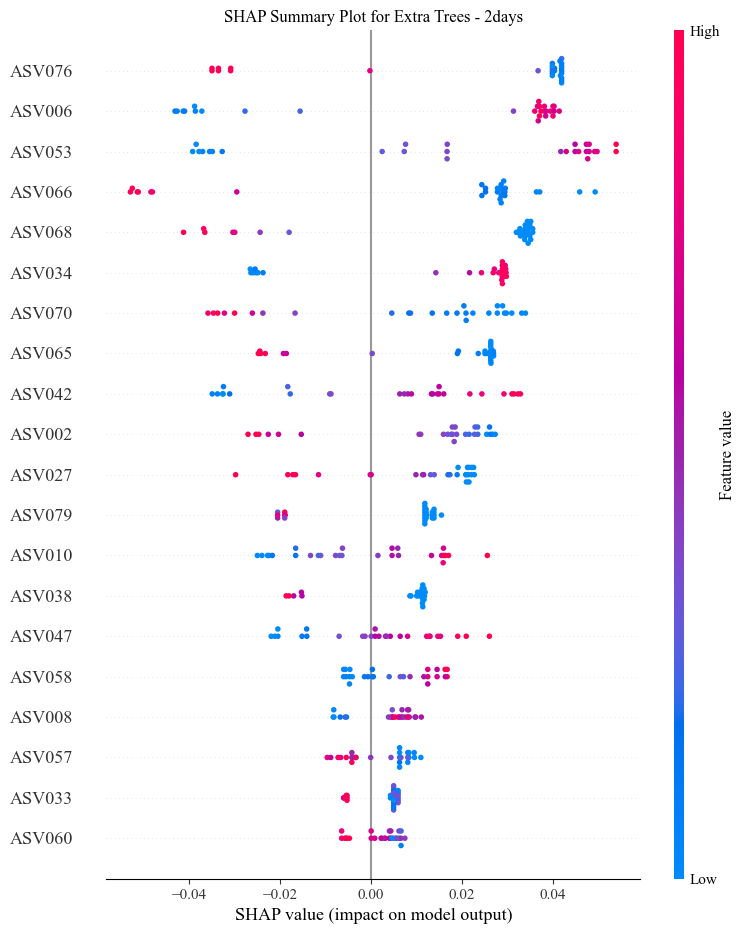 SHAP Summary Plot for Extra Trees - 2days
High
ASV076
ASV006
ASV053
ASV066
ASV068
ASV034
ASV070
ASV065
ASV042
ASV002
ASV027
ASV079
ASV010
ASV038
ASV047
ASV058
ASV008
ASV057
ASV033
ASV060
Feature value
Low
−0.04 −0.02 0.00 0.02 0.04
SHAP value (impact on model output)